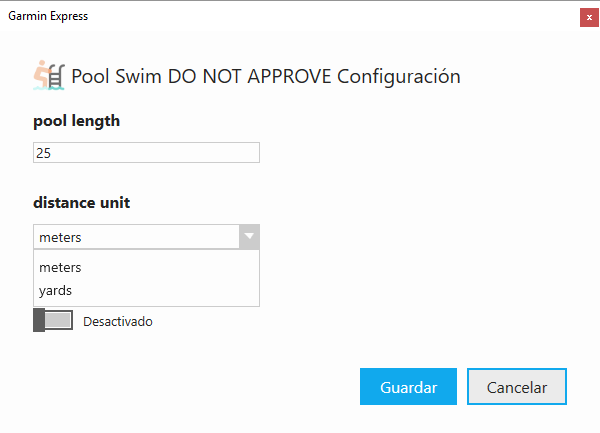 Garmin Express
x
Pool Swim DO NOT APPROVE Configuración
pool length
25
distance unit
meters
meters
yards
Desactivado
Guardar Cancelar